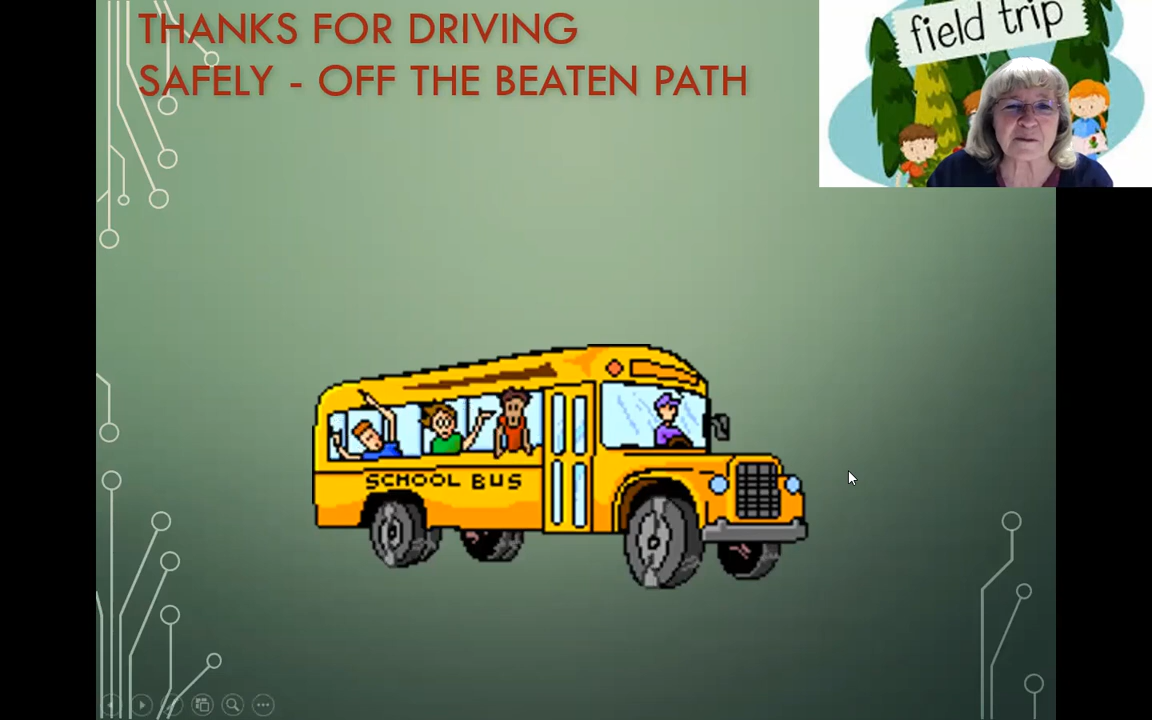 THANKS FOR DRIVING
SAFELY - OFF THE BEATEN PATH
field trip
SCHOOL BUS